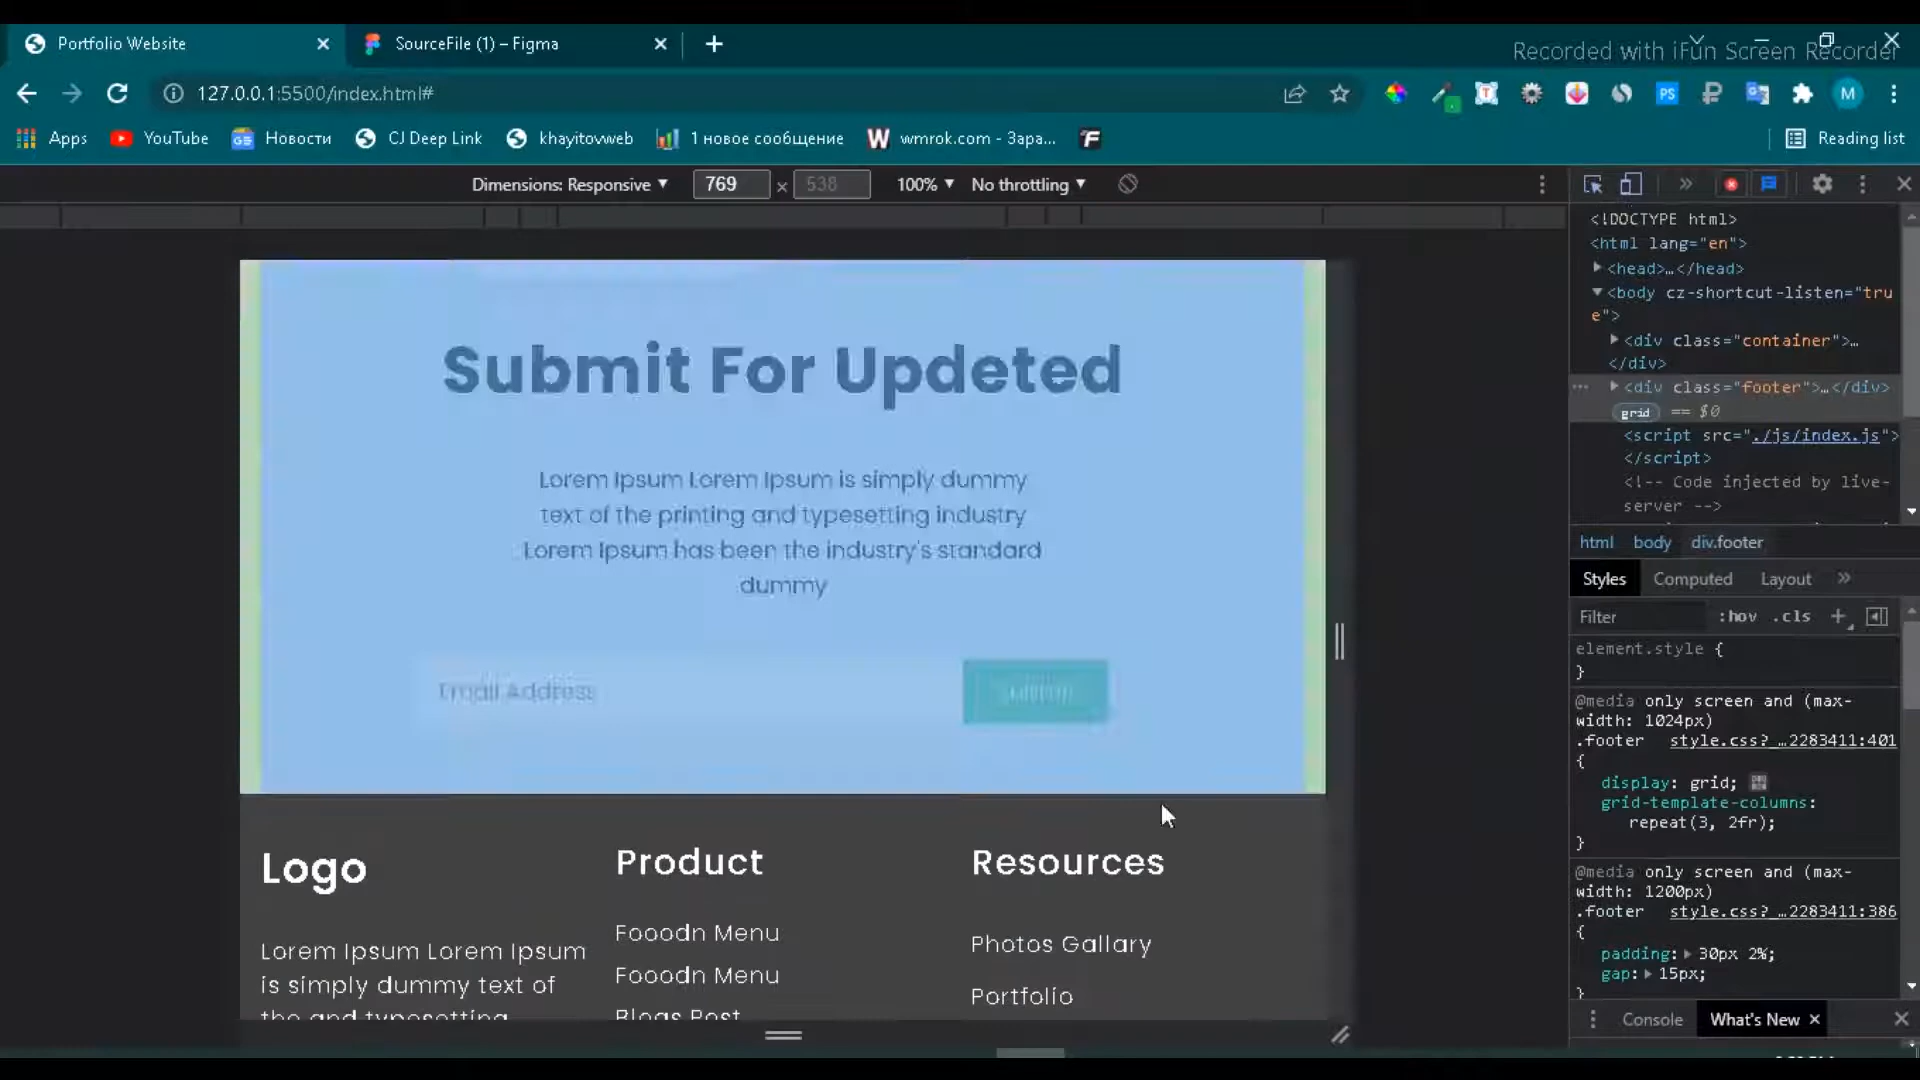 Portfolio Website
SourceFile (1) – Figma
Recorded with iFun Screen Recorder
127.0.0.1:5500/index.html#
PS
M
Apps
YouTube
Новости
CJ Deep Link
khayitovweb
1 новое сообщение
wmrok.com - Зара...
Reading list
Dimensions: Responsive
769
×
538
100%
No throttling
<!DOCTYPE html>
<html lang="en">
<head>…</head>
<body cz-shortcut-listen="tru
e">
<div class="container">…
</div>
<div class="footer">…</div>
grid == $0
<script src="./js/index.js">
</script>
<!-- Code injected by live-
server -->
html body div.footer
Styles Computed Layout
Filter :hov .cls
element.style {
}
@media only screen and (max-
width: 1024px)
.footer style.css?_…2283411:401
{
display: grid;
grid-template-columns:
repeat(3, 2fr);
}
@media only screen and (max-
width: 1200px)
.footer style.css?_…2283411:386
{
padding: 30px 2%;
gap: 15px;
}
Console What's New
Submit For Updeted
Lorem Ipsum Lorem Ipsum is simply dummy
text of the printing and typesetting industry
Lorem Ipsum has been the industry's standard
dummy
Email Address
Logo
Lorem Ipsum Lorem Ipsum
is simply dummy text of
the and typesetting
Product
Fooodn Menu
Fooodn Menu
Blogs Post
Resources
Photos Gallary
Portfolio